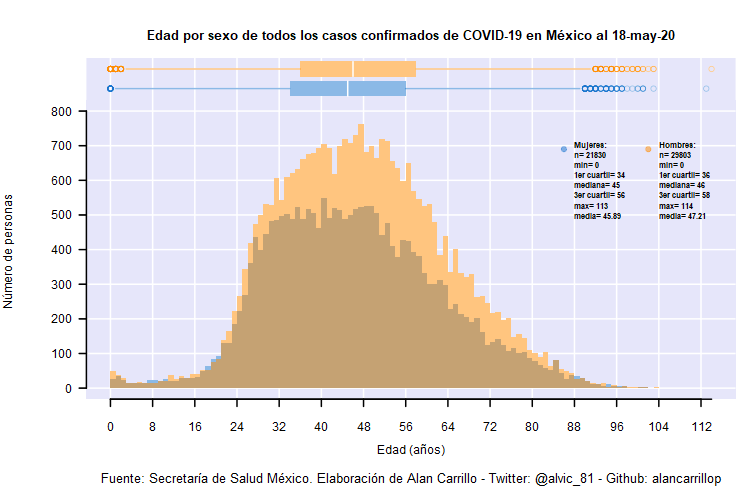 Edad por sexo de todos los casos confirmados de COVID-19 en México al 18-may-20
Número de personas
800
700
600
500
400
300
200
100
0
Mujeres:
n= 21830
min= 0
1er cuartil= 34
mediana= 45
3er cuartil= 56
max= 113
media= 45.89
Hombres:
n= 29803
min= 0
1er cuartil= 36
mediana= 46
3er cuartil= 58
max= 114
media= 47.21
0 8 16 24 32 40 48 56 64 72 80 88 96 104 112
Edad (años)
Fuente: Secretaría de Salud México. Elaboración de Alan Carrillo - Twitter: @alvic_81 - Github: alancarrillop